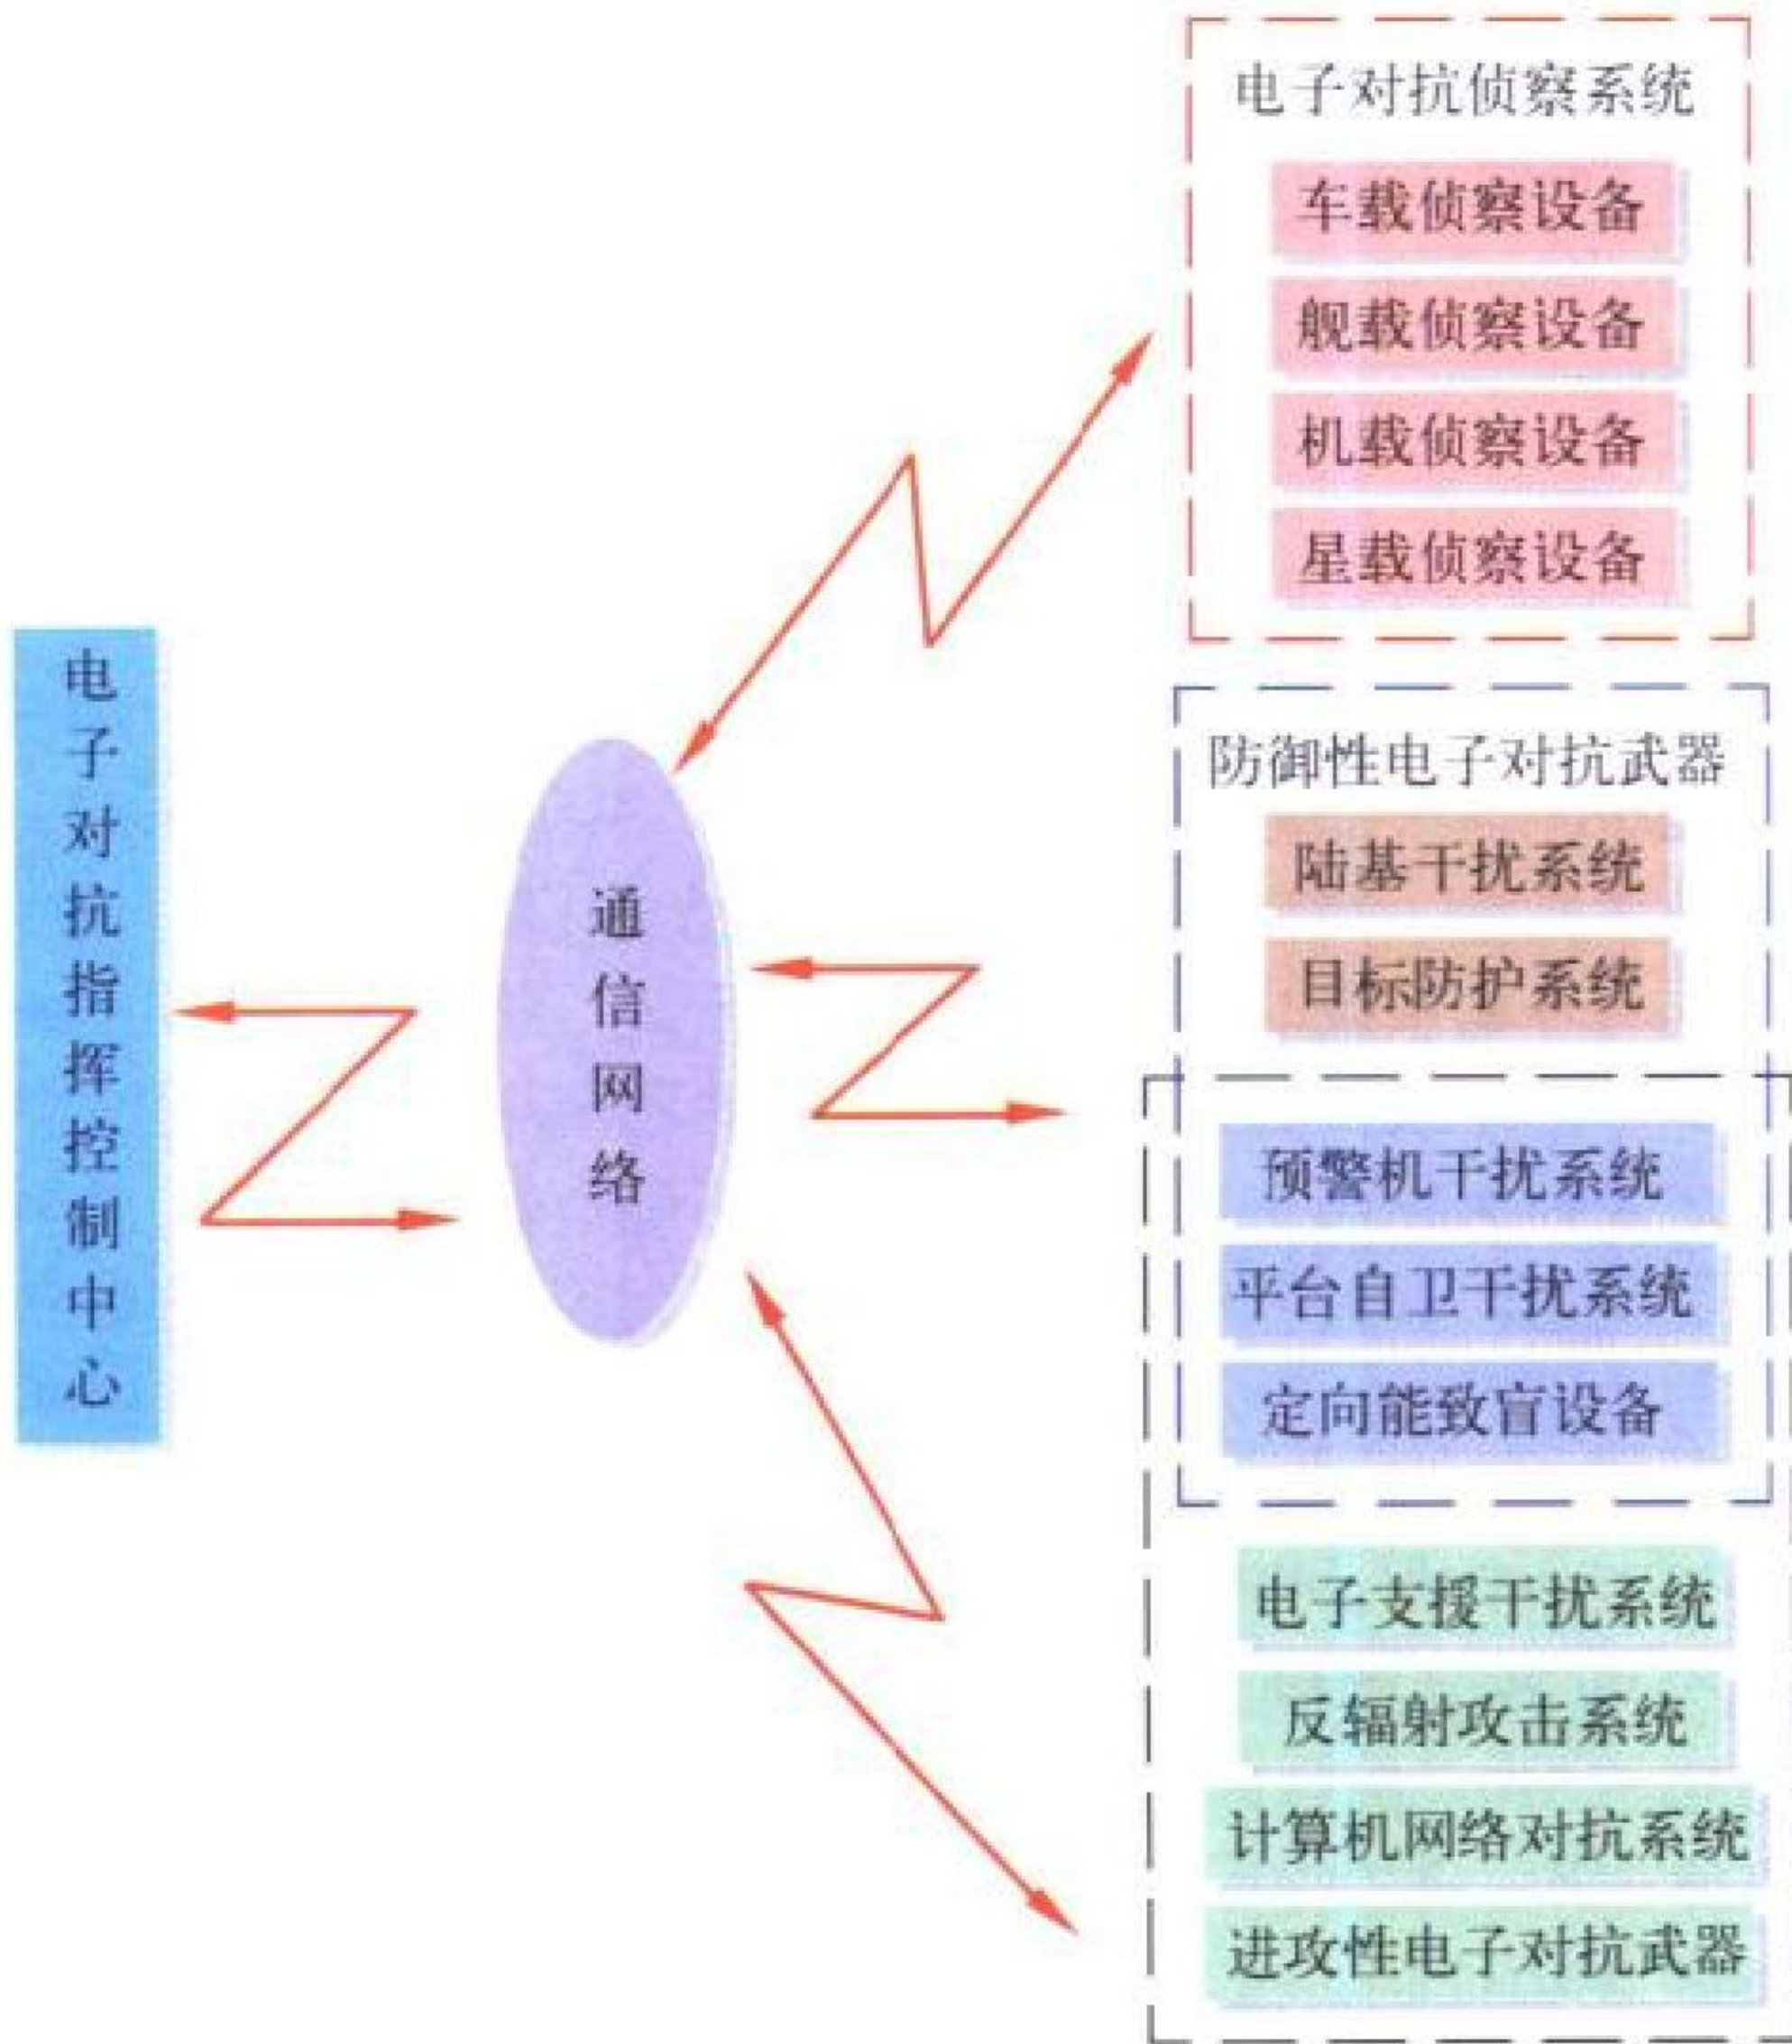 电子对抗侦察系统
车载侦察设备
舰载侦察设备
机载侦察设备
星载侦察设备
电子对抗指挥控制中心
通信网络
防御性电子对抗武器
陆基干扰系统
目标防护系统
预警机干扰系统
平台自卫干扰系统
定向能致盲设备
电子支援干扰系统
反辐射攻击系统
计算机网络对抗系统
进攻性电子对抗武器